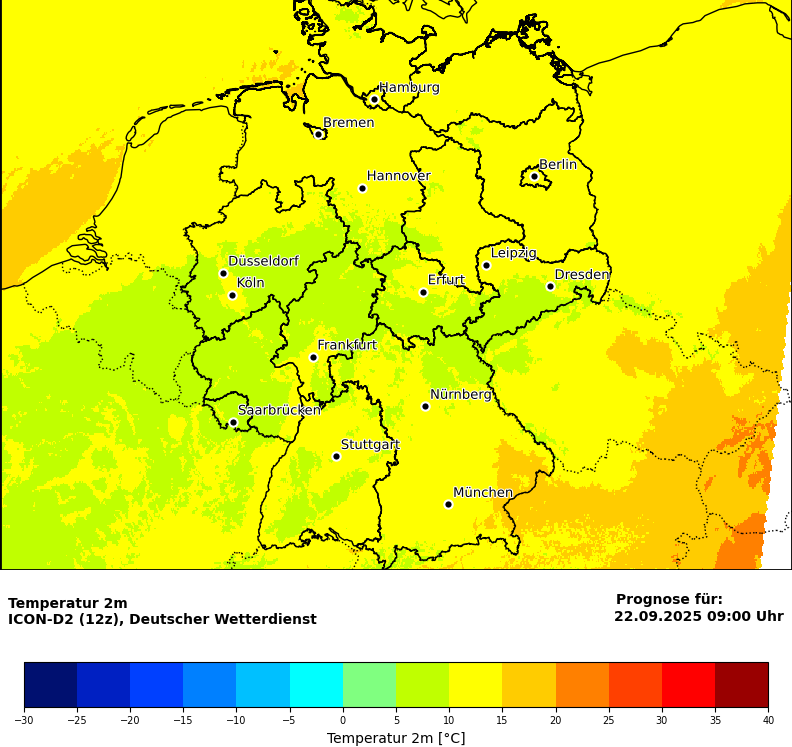 Hamburg
Bremen
Berlin
Hannover
Leipzig
Düsseldorf
Dresden
Köln
Erfurt
Frankfurt
Nürnberg
Saarbrücken
Stuttgart
München
Temperatur 2m
ICON-D2 (12z), Deutscher Wetterdienst
Prognose für:
22.09.2025 09:00 Uhr
−30 −25 −20 −15 −10 −5 0 5 10 15 20 25 30 35 40
Temperatur 2m [°C]